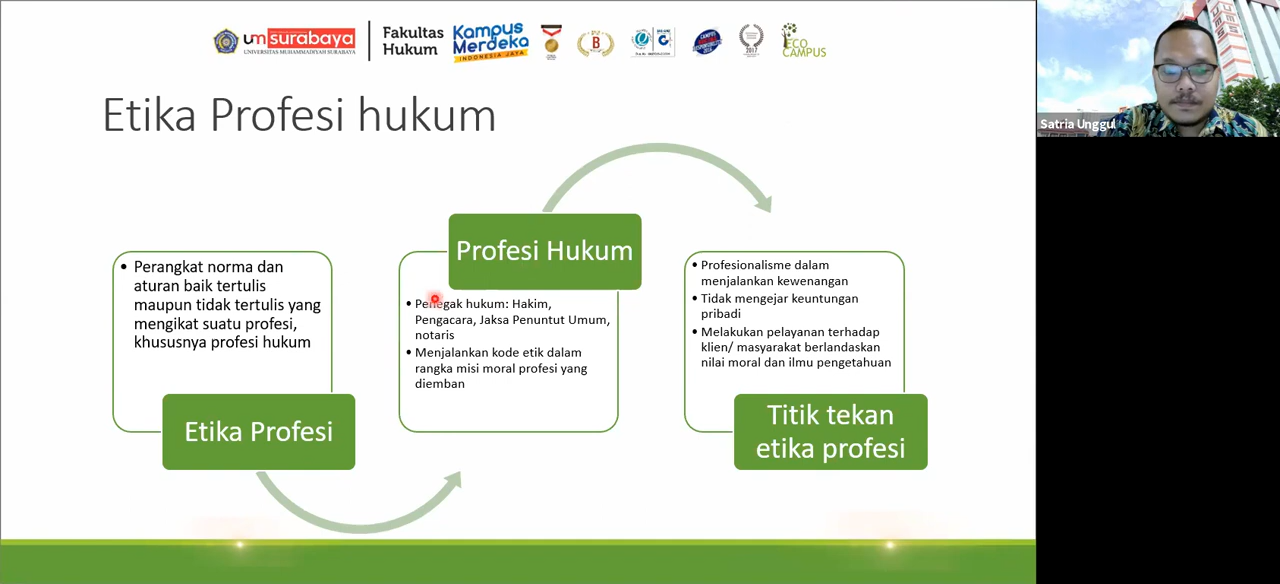 um surabaya
UNIVERSITAS MUHAMMADIYAH SURABAYA
Fakultas
Hukum
Kampus
Merdeka
INDONESIA JAYA
B
2017
ECO
CAMPUS
Satria Unggul
Etika Profesi hukum
• Perangkat norma dan
aturan baik tertulis
maupun tidak tertulis yang
mengikat suatu profesi,
khususnya profesi hukum
Etika Profesi
Profesi Hukum
• Penegak hukum: Hakim,
Pengacara, Jaksa Penuntut Umum,
notaris
• Menjalankan kode etik dalam
rangka misi moral profesi yang
diemban
• Profesionalisme dalam
menjalankan kewenangan
• Tidak mengejar keuntungan
pribadi
• Melakukan pelayanan terhadap
klien/ masyarakat berlandaskan
nilai moral dan ilmu pengetahuan
Titik tekan
etika profesi